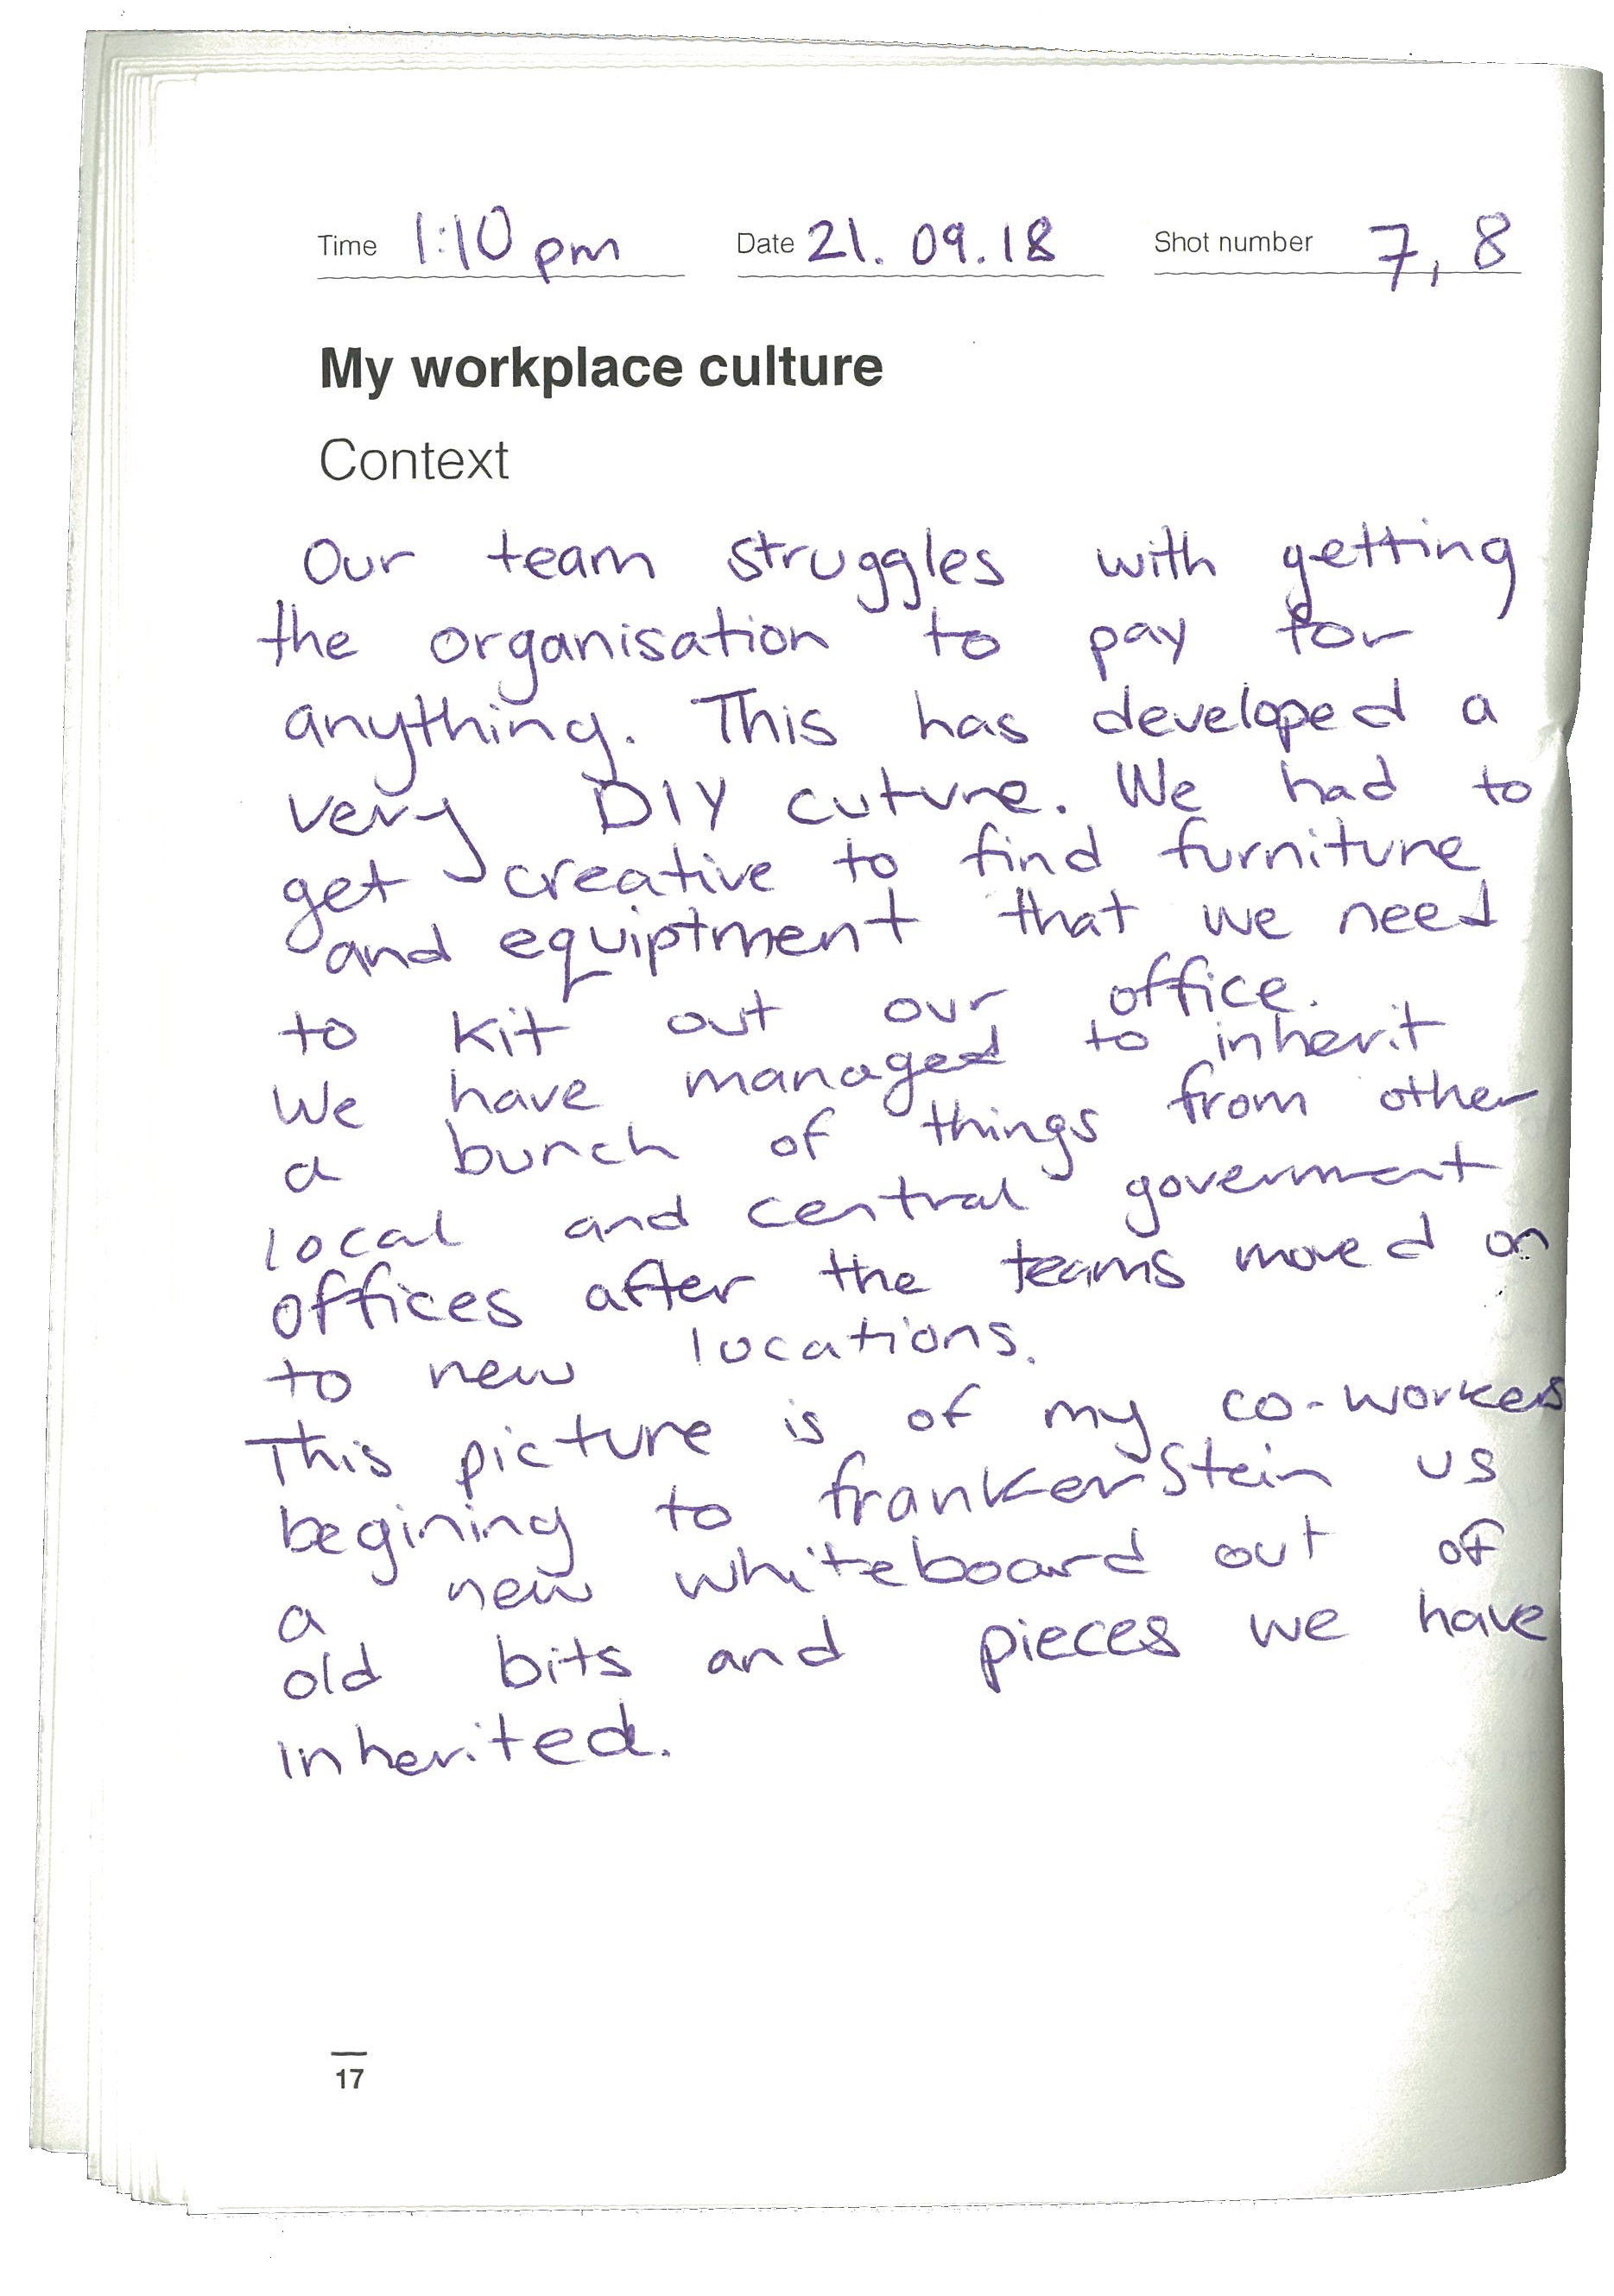 Time 1:10 pm Date 21.09.18 Shot number 7, 8
My workplace culture
Context
Our team struggles with getting
the organisation to pay for
anything. This has developed a
very DIY cuture. We had to
get creative to find furniture
and equiptment that we need
to kit out our office.
We have managed to inherit
a bunch of things from other
local and central government
offices after the teams moved on
to new locations.
This picture is of my co-workers
begining to frankenstein us
a new whiteboard out of
old bits and pieces we have
inherited.
17